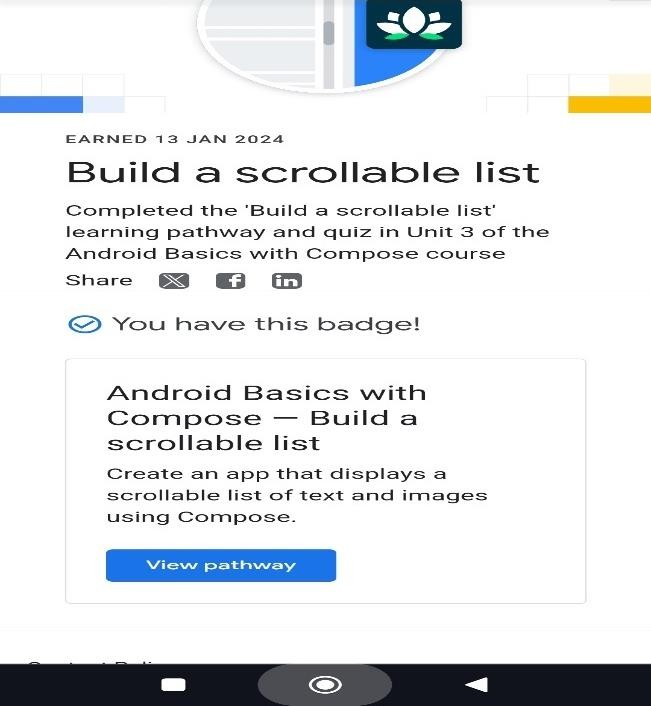 EARNED 13 JAN 2024
Build a scrollable list
Completed the 'Build a scrollable list'
learning pathway and quiz in Unit 3 of the
Android Basics with Compose course
Share
You have this badge!
Android Basics with
Compose — Build a
scrollable list
Create an app that displays a
scrollable list of text and images
using Compose.
View pathway